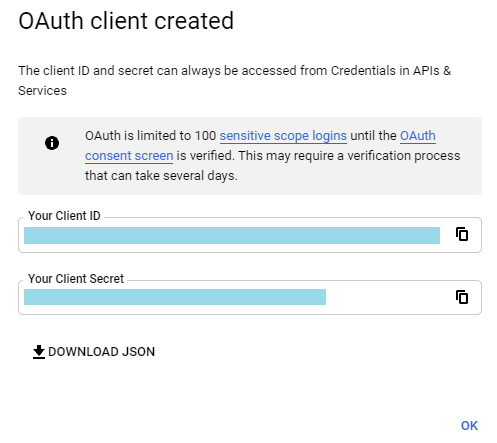 OAuth client created
The client ID and secret can always be accessed from Credentials in APIs &
Services
OAuth is limited to 100 sensitive scope logins until the OAuth
consent screen is verified. This may require a verification process
that can take several days.
Your Client ID
Your Client Secret
DOWNLOAD JSON
OK